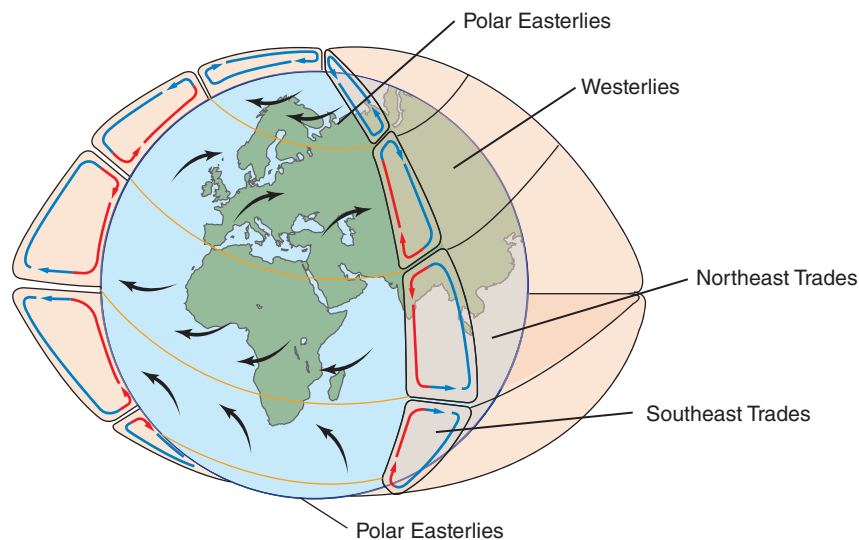 Polar Easterlies
Westerlies
Northeast Trades
Southeast Trades
Polar Easterlies